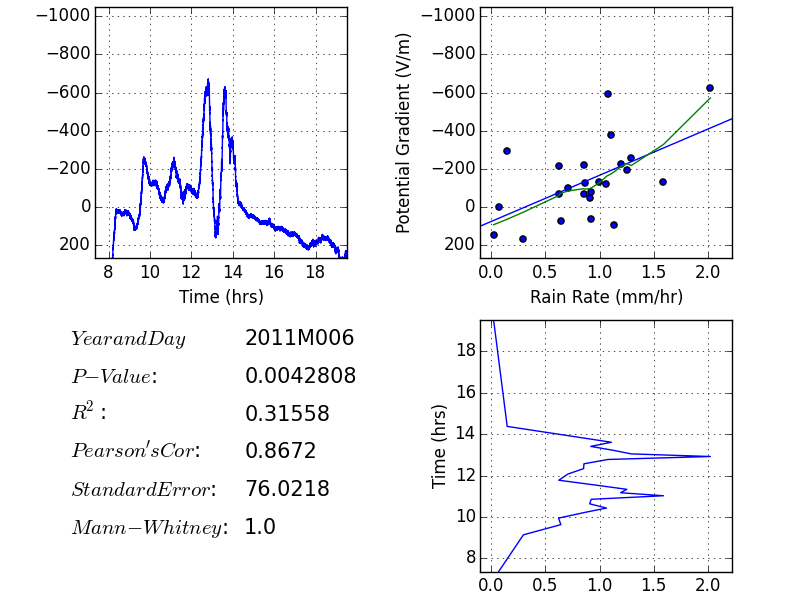 −1000
−800
−600
−400
−200
0
200
8 10 12 14 16 18
Time (hrs)
Potential Gradient (V/m)
−1000
−800
−600
−400
−200
0
200
0.0 0.5 1.0 1.5 2.0
Rain Rate (mm/hr)
YearandDay 2011M006
P−Value: 0.0042808
R²: 0.31558
Pearson'sCor: 0.8672
StandardError: 76.0218
Mann−Whitney: 1.0
Time (hrs)
18
16
14
12
10
8
0.0 0.5 1.0 1.5 2.0